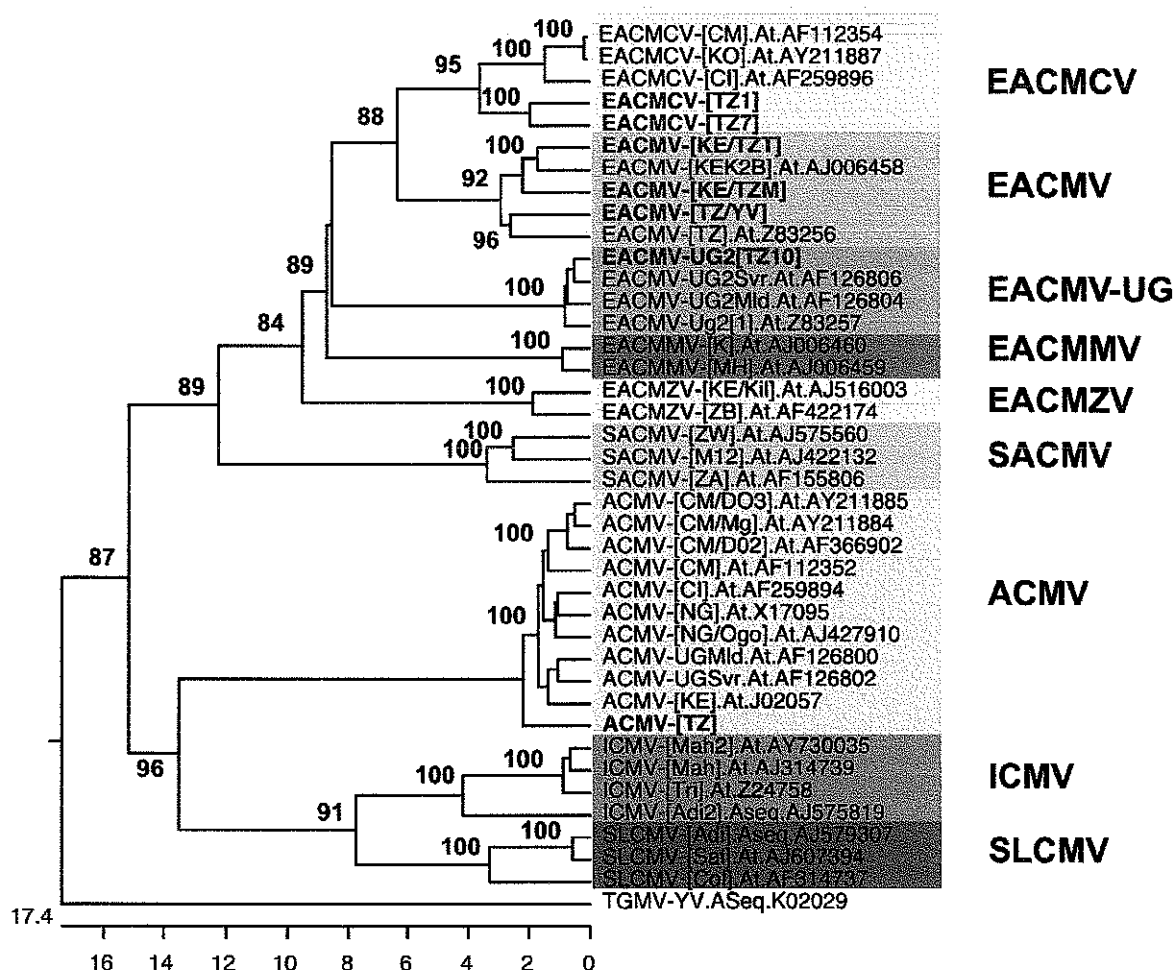 100
EACMCV-[CM].At.AF112354
100
EACMCV-[KO].At.AY211887
95
EACMCV-[CI].At.AF259896
EACMCV
100
EACMCV-[TZ1]
88
EACMCV-[TZ7]
100
EACMV-[KE/TZT]
EACMV-[KEK2B].At.AJ006458
92
EACMV-[KE/TZM]
EACMV
EACMV-[TZ/YV]
96
EACMV-[TZ].At.Z83256
89
EACMV-UG2[TZ10]
100
EACMV-UG2Svr.At.AF126806
EACMV-UG
EACMV-UG2Mld.At.AF126804
84
EACMV-Ug2[1].At.Z83257
100
EACMMV-[K].At.AJ006460
EACMMV
EACMMV-[MH].At.AJ006459
89
100
EACMZV-[KE/Kil].At.AJ516003
EACMZV
EACMZV-[ZB].At.AF422174
100
SACMV-[ZW].At.AJ575560
100
SACMV-[M12].At.AJ422132
SACMV
SACMV-[ZA].At.AF155806
ACMV-[CM/DO3].At.AY211885
100
ACMV-[CM/Mg].At.AY211884
87
ACMV-[CM/D02].At.AF366902
ACMV-[CM].At.AF112352
ACMV-[CI].At.AF259894
ACMV
100
ACMV-[NG].At.X17095
ACMV-[NG/Ogo].At.AJ427910
ACMV-UGMld.At.AF126800
ACMV-UGSvr.At.AF126802
ACMV-[KE].At.J02057
ACMV-[TZ]
96
ICMV-[Mah2].At.AY730035
100
100
ICMV-[Mah].At.AJ314739
ICMV
ICMV-[Tri].At.Z24758
91
ICMV-[Adi2].Aseq.AJ575819
100
SLCMV-[Adi].Aseq.AJ579307
100
SLCMV-[Sat].At.AJ607394
SLCMV
SLCMV-[Col].At.AF314737
TGMV-YV.ASeq.K02029
17.4
16 14 12 10 8 6 4 2 0